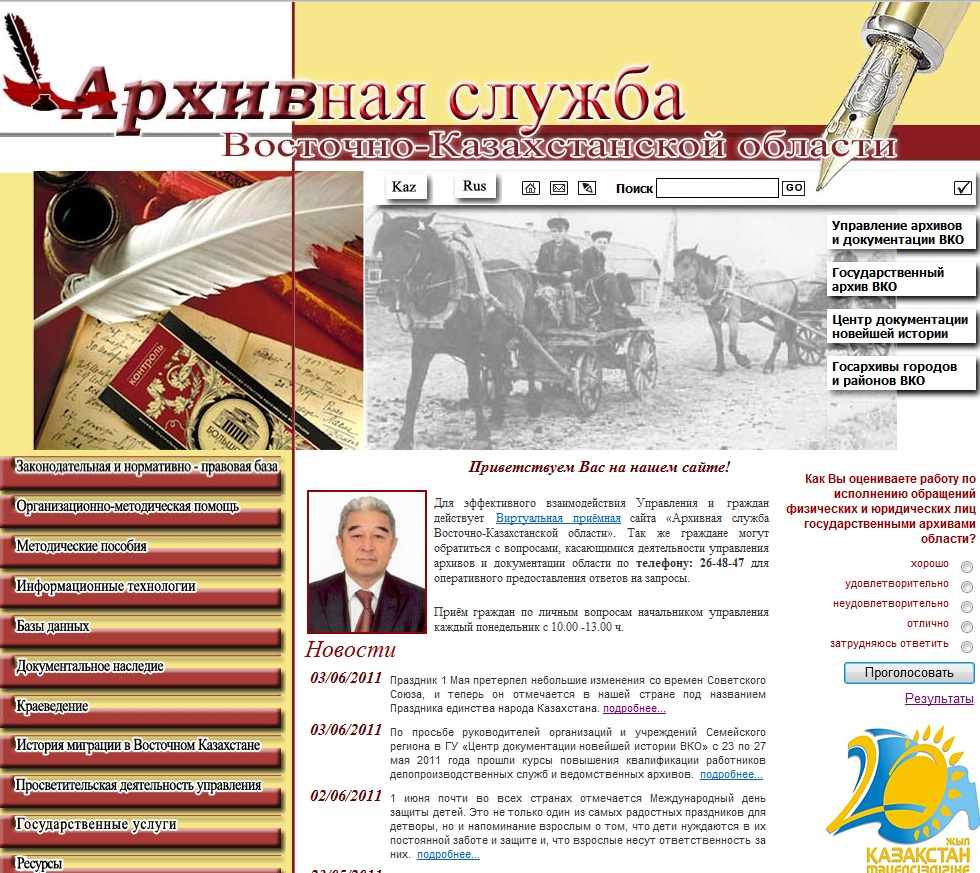 Архивная служба
Восточно-Казахстанской области
Kaz
Rus
Поиск
GO
Управление архивов
и документации ВКО
Государственный
архив ВКО
Центр документации
новейшей истории
Госархивы городов
и районов ВКО
контроль
БОЛЬШОЙ
Законодательная и нормативно - правовая база
Организационно-методическая помощь
Методические пособия
Информационные технологии
Базы данных
Документальное наследие
Краеведение
История миграции в Восточном Казахстане
Просветительская деятельность управления
Государственные услуги
Ресурсы
Приветствуем Вас на нашем сайте!
Для эффективного взаимодействия Управления и граждан
действует Виртуальная приёмная сайта «Архивная служба
Восточно-Казахстанской области». Так же граждане могут
обратиться с вопросами, касающимися деятельности управления
архивов и документации области по телефону: 26-48-47 для
оперативного предоставления ответов на запросы.
Приём граждан по личным вопросам начальником управления
каждый понедельник с 10.00 -13.00 ч.
Новости
03/06/2011
Праздник 1 Мая претерпел небольшие изменения со времен Советского
Союза, и теперь он отмечается в нашей стране под названием
Праздника единства народа Казахстана. подробнее...
03/06/2011
По просьбе руководителей организаций и учреждений Семейского
региона в ГУ «Центр документации новейшей истории ВКО» с 23 по 27
мая 2011 года прошли курсы повышения квалификации работников
делопроизводственных служб и ведомственных архивов. подробнее...
02/06/2011
1 июня почти во всех странах отмечается Международный день
защиты детей. Это не только один из самых радостных праздников для
детворы, но и напоминание взрослым о том, что дети нуждаются в их
постоянной заботе и защите и, что взрослые несут ответственность за
них. подробнее...
Как Вы оцениваете работу по
исполнению обращений
физических и юридических лиц
государственными архивами
области?
хорошо
удовлетворительно
неудовлетворительно
отлично
затрудняюсь ответить
Проголосовать
Результаты
20
ЖЫЛ
ҚАЗАҚСТАН